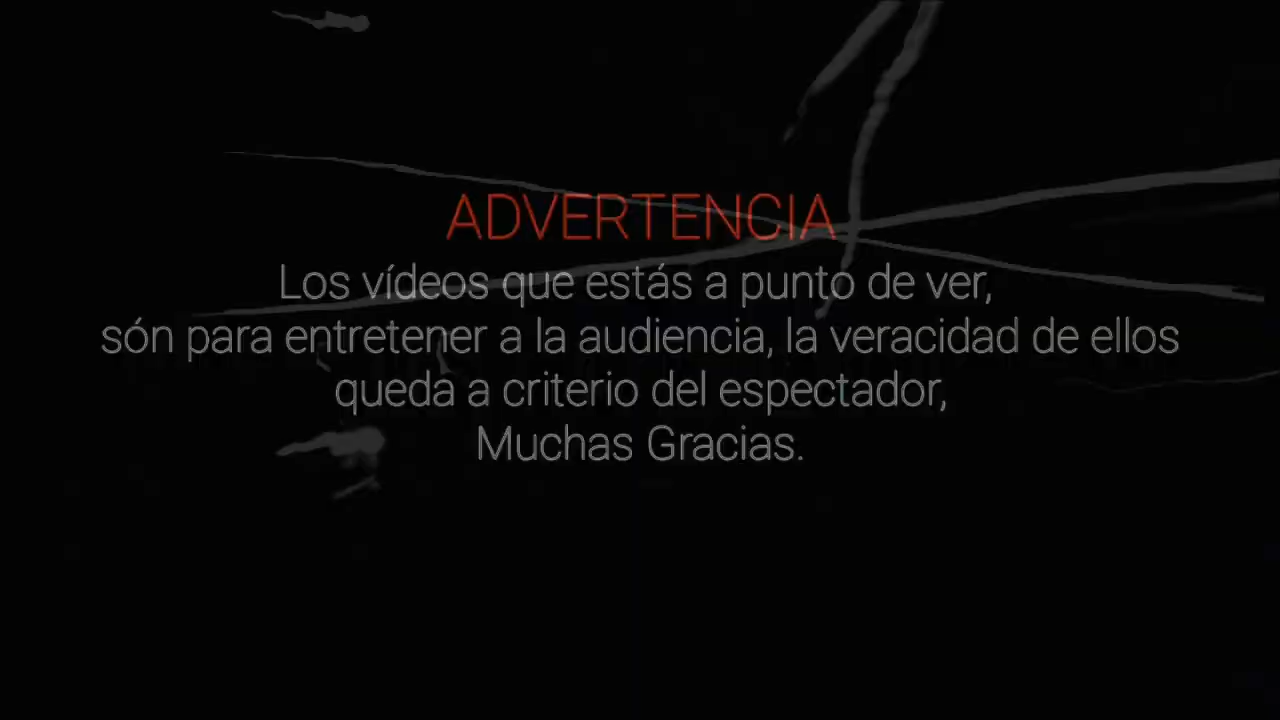 ADVERTENCIA
Los vídeos que estás a punto de ver,
són para entretener a la audiencia, la veracidad de ellos
queda a criterio del espectador,
Muchas Gracias.